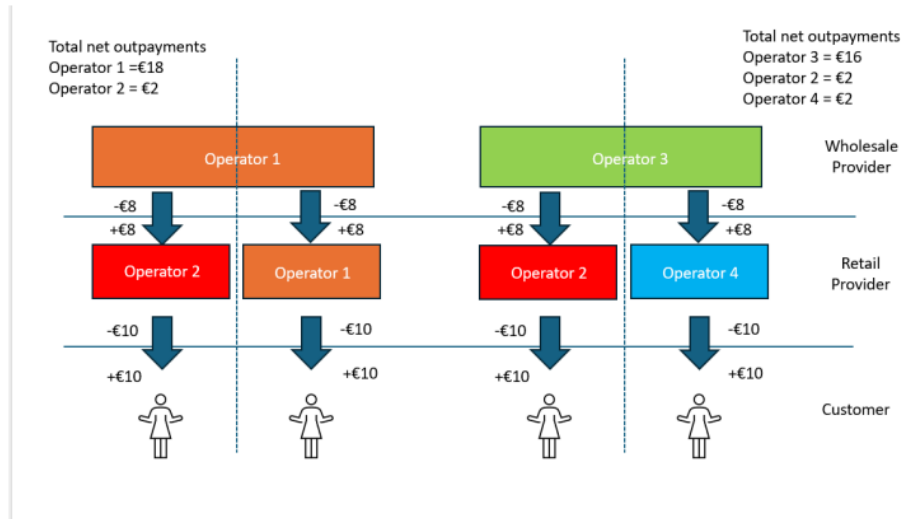 Total net outpayments
Operator 1 =€18
Operator 2 = €2
Total net outpayments
Operator 3 = €16
Operator 2 = €2
Operator 4 = €2
Operator 1
Operator 3
Wholesale
Provider
-€8
-€8
-€8
-€8
+€8
+€8
+€8
+€8
Operator 2
Operator 1
Operator 2
Operator 4
Retail
Provider
-€10
-€10
-€10
-€10
+€10
+€10
+€10
+€10
Customer